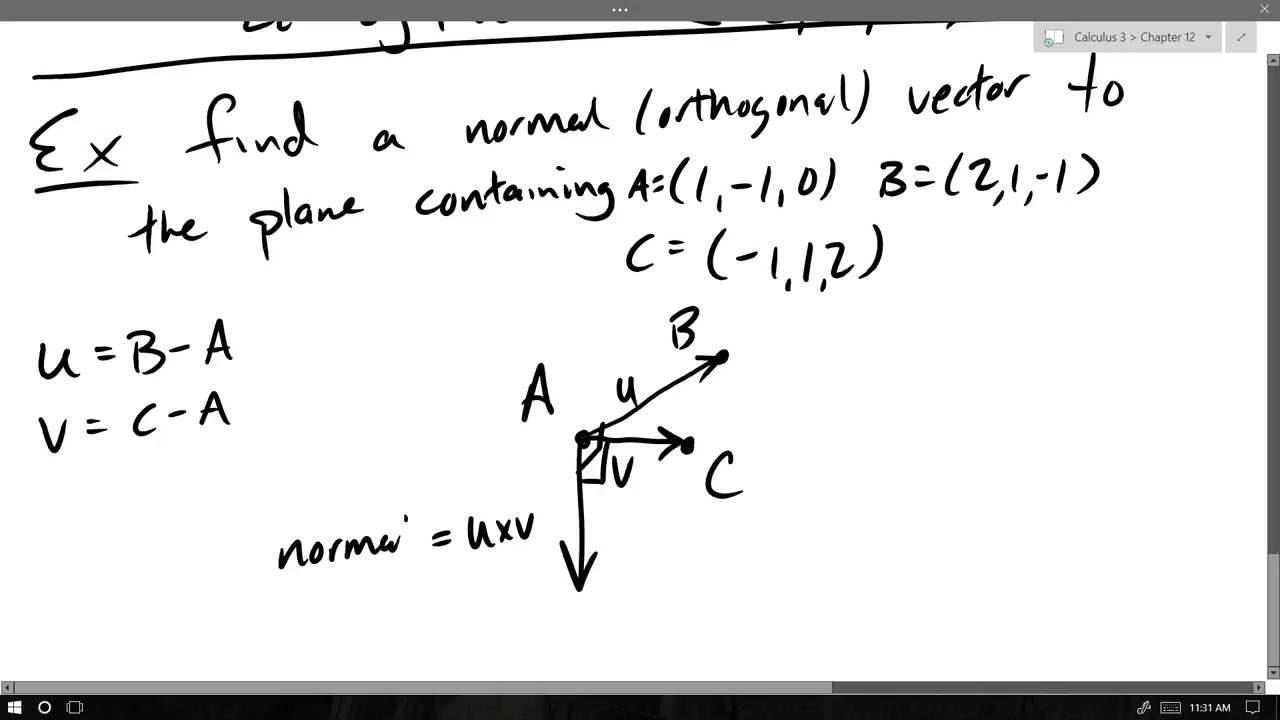 Calculus 3 > Chapter 12
Ex find a normal (orthogonal) vector to
the plane containing A=(1,-1,0) B=(2,1,-1)
C=(-1,1,2)
u=B-A
v=C-A
B
A
u
v
C
normal = u×v
11:31 AM